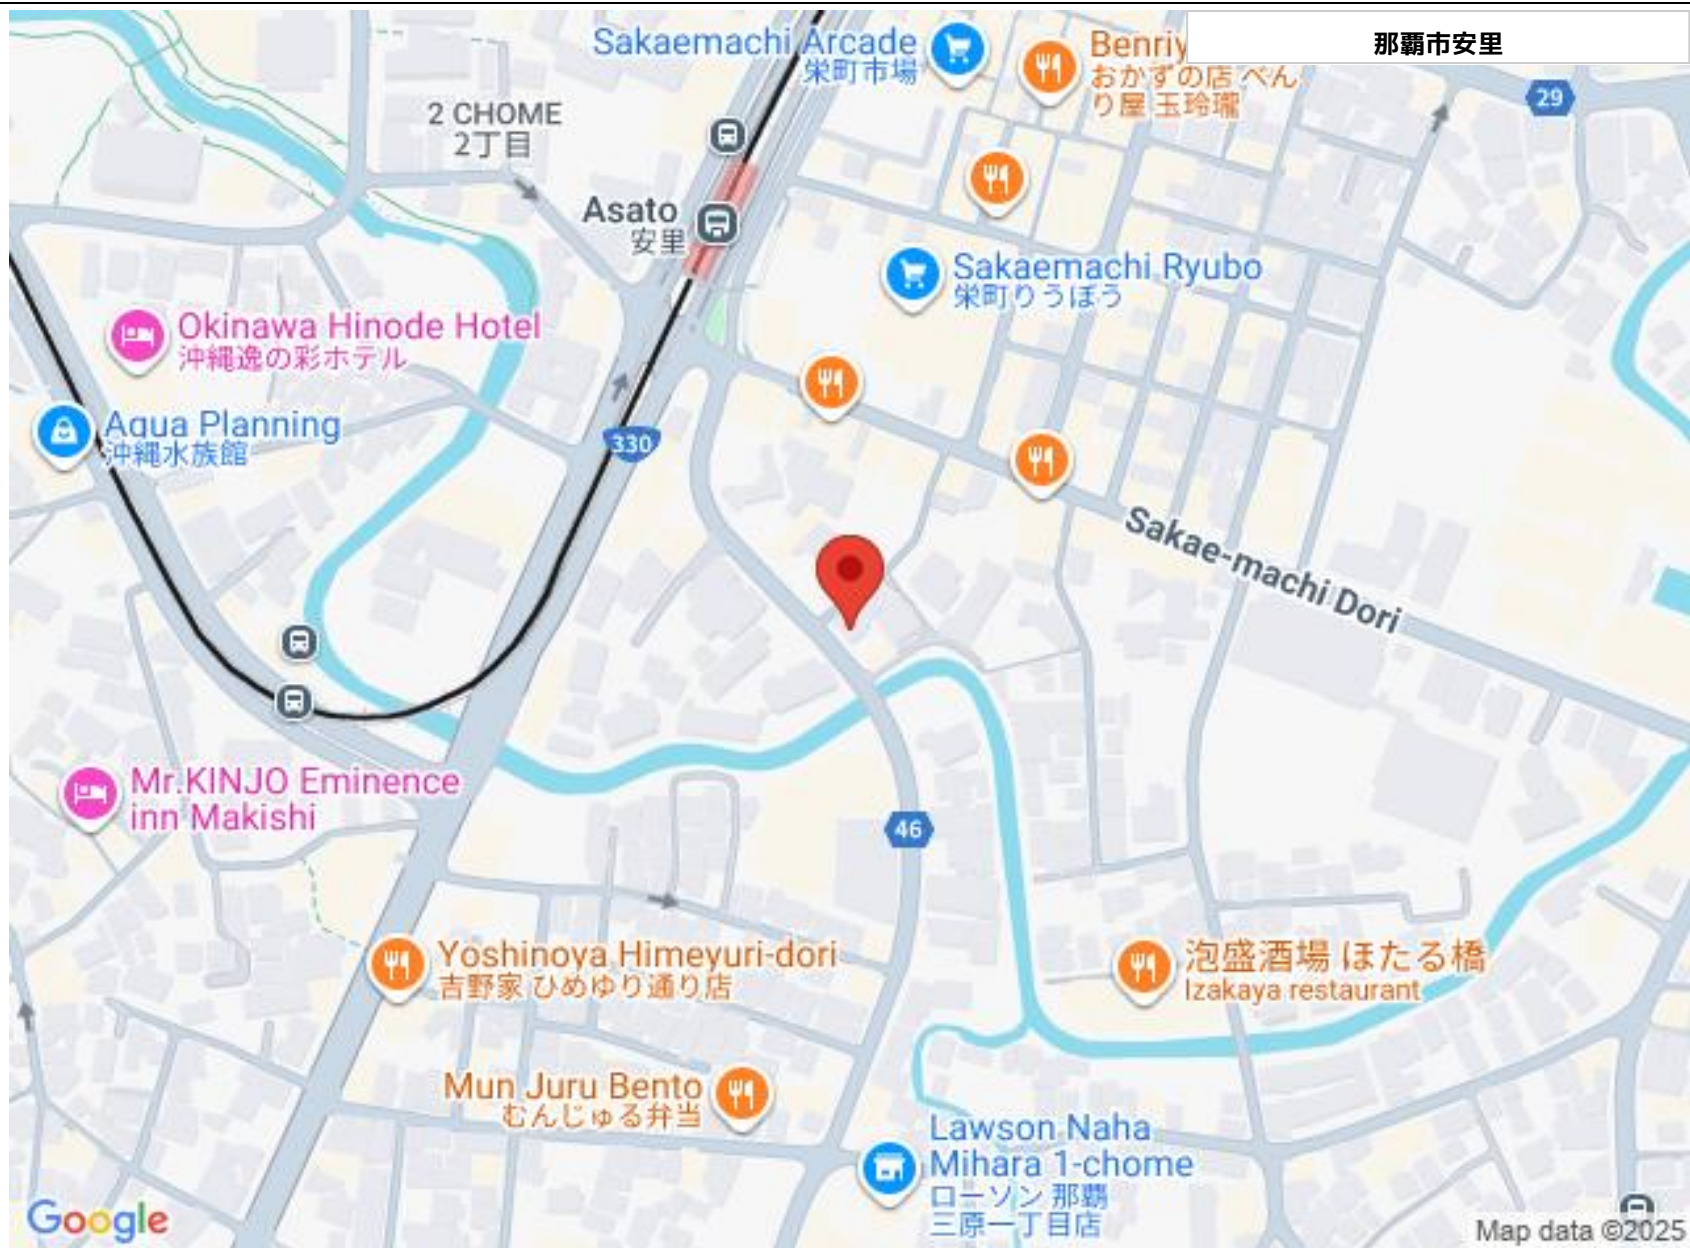 那覇市安里
Sakaemachi Arcade
栄町市場
Benriy
おかずの店 べん
り屋 玉玲瓏
29
2 CHOME
2丁目
Asato
安里
Sakaemachi Ryubo
栄町りうぼう
Okinawa Hinode Hotel
沖縄逸の彩ホテル
Aqua Planning
沖縄水族館
330
Sakae-machi Dori
Mr.KINJO Eminence
inn Makishi
46
Yoshinoya Himeyuri-dori
吉野家 ひめゆり通り店
泡盛酒場 ほたる橋
Izakaya restaurant
Mun Juru Bento
むんじゅる弁当
Lawson Naha
Mihara 1-chome
ローソン 那覇
三原一丁目店
Google
Map data ©2025